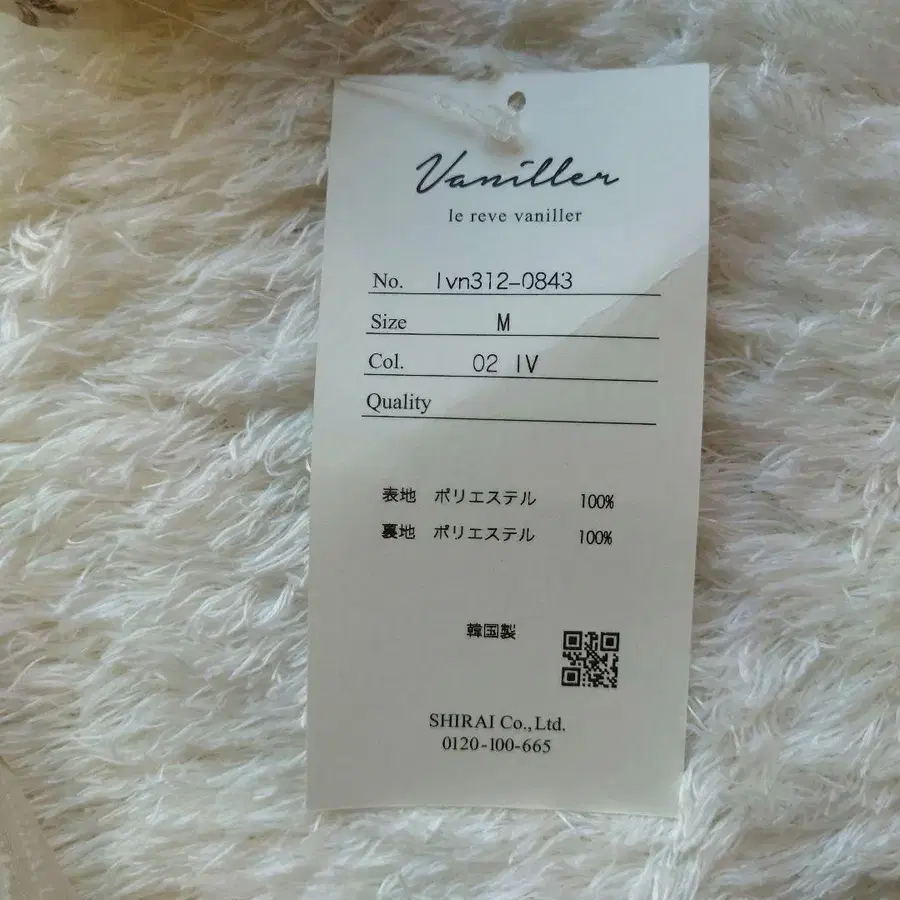 Vaniller
le reve vaniller
No. lvn312-0843
Size M
Col. 02 IV
Quality
表地 ポリエステル 100%
裏地 ポリエステル 100%
韓国製
SHIRAI Co.,Ltd.
0120-100-665